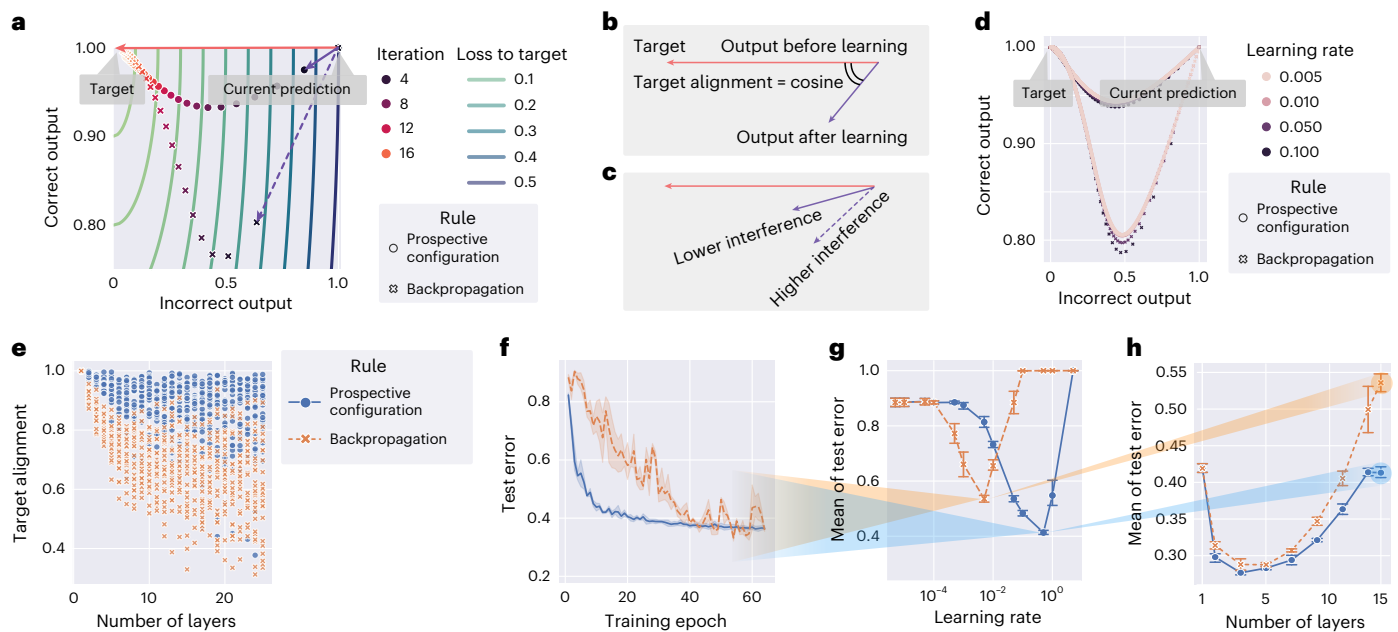 a
1.00
0.90
0.80
Correct output
0
0.5
1.0
Incorrect output
Target
Current prediction
Iteration
4
8
12
16
Loss to target
0.1
0.2
0.3
0.4
0.5
Rule
Prospective
configuration
Backpropagation
b
Target
Output before learning
Target alignment = cosine
Output after learning
c
Lower interference
Higher interference
d
1.00
0.90
0.80
Correct output
0
0.5
1.0
Incorrect output
Target
Current prediction
Learning rate
0.005
0.010
0.050
0.100
Rule
Prospective
configuration
Backpropagation
e
1.0
0.8
0.6
0.4
Target alignment
0
10
20
Number of layers
Rule
Prospective
configuration
Backpropagation
f
0.8
0.6
0.4
0.2
Test error
0
20
40
60
Training epoch
g
1.0
0.8
0.6
0.4
Mean of test error
10⁻⁴
10⁻²
10⁰
Learning rate
h
0.55
0.50
0.45
0.40
0.35
0.30
Mean of test error
1
5
10
15
Number of layers